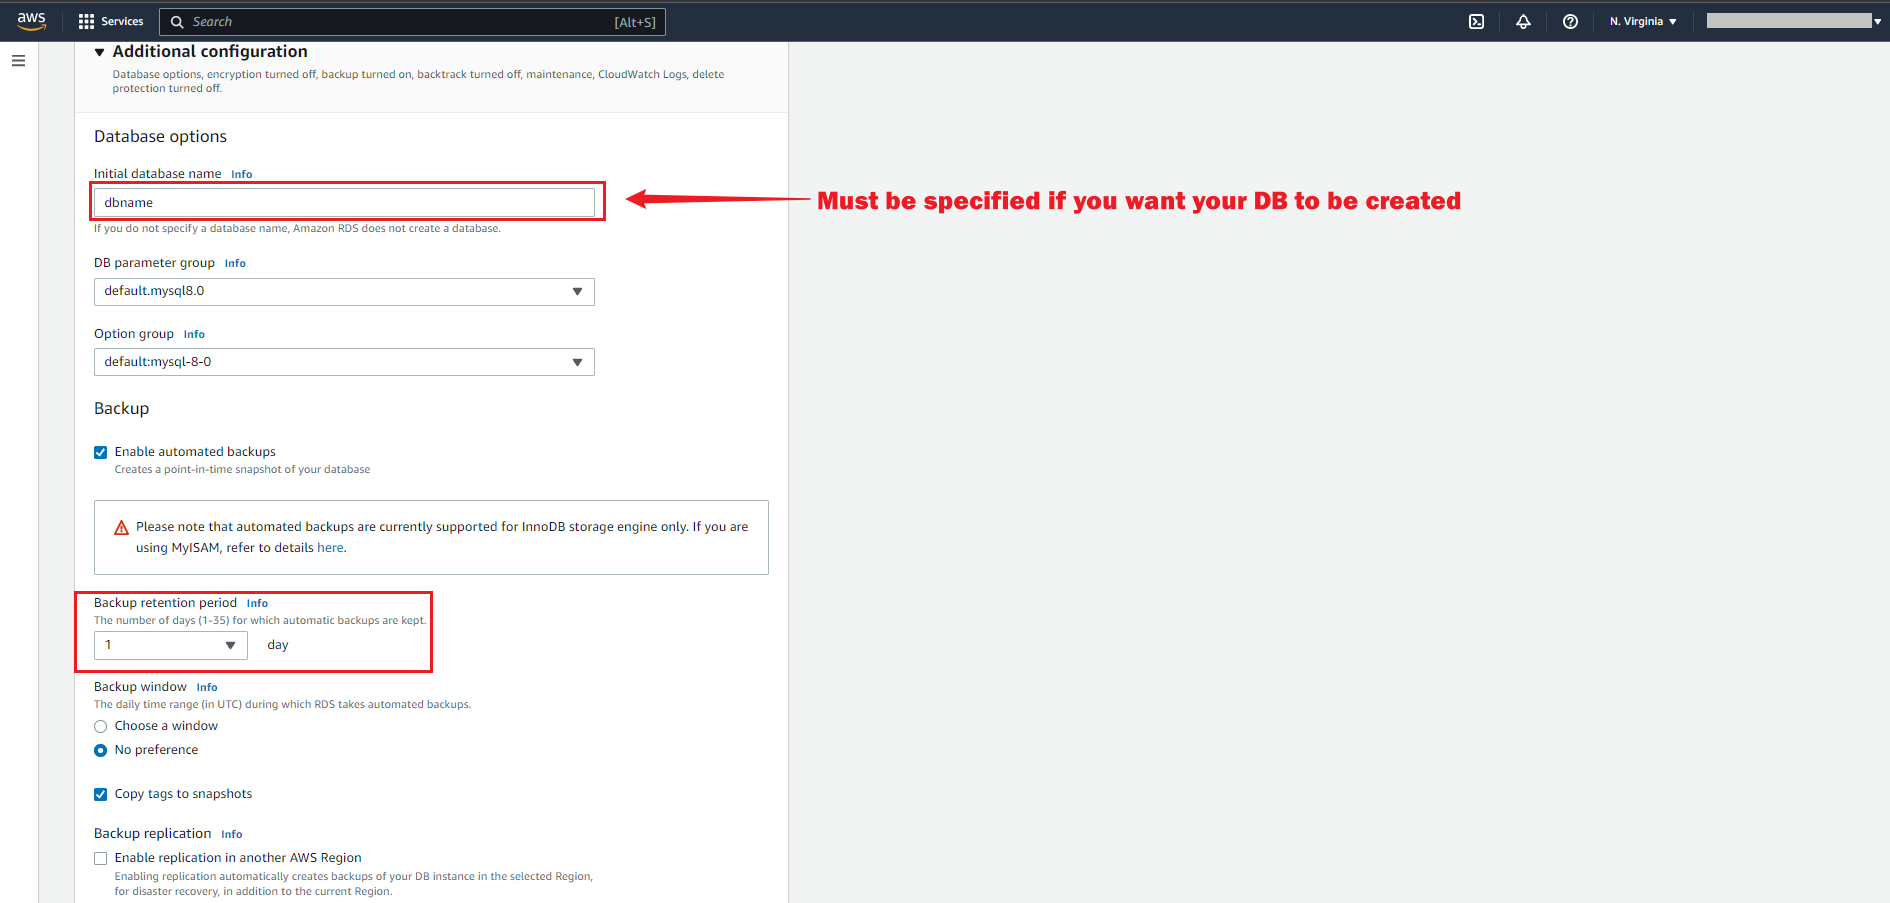 aws
Services
Search
[Alt+S]
N. Virginia
Additional configuration
Database options, encryption turned off, backup turned on, backtrack turned off, maintenance, CloudWatch Logs, delete
protection turned off.
Database options
Initial database name Info
dbname
Must be specified if you want your DB to be created
If you do not specify a database name, Amazon RDS does not create a database.
DB parameter group Info
default.mysql8.0
Option group Info
default:mysql-8-0
Backup
Enable automated backups
Creates a point-in-time snapshot of your database
Please note that automated backups are currently supported for InnoDB storage engine only. If you are
using MyISAM, refer to details here.
Backup retention period Info
The number of days (1-35) for which automatic backups are kept.
1 day
Backup window Info
The daily time range (in UTC) during which RDS takes automated backups.
Choose a window
No preference
Copy tags to snapshots
Backup replication Info
Enable replication in another AWS Region
Enabling replication automatically creates backups of your DB instance in the selected Region,
for disaster recovery, in addition to the current Region.